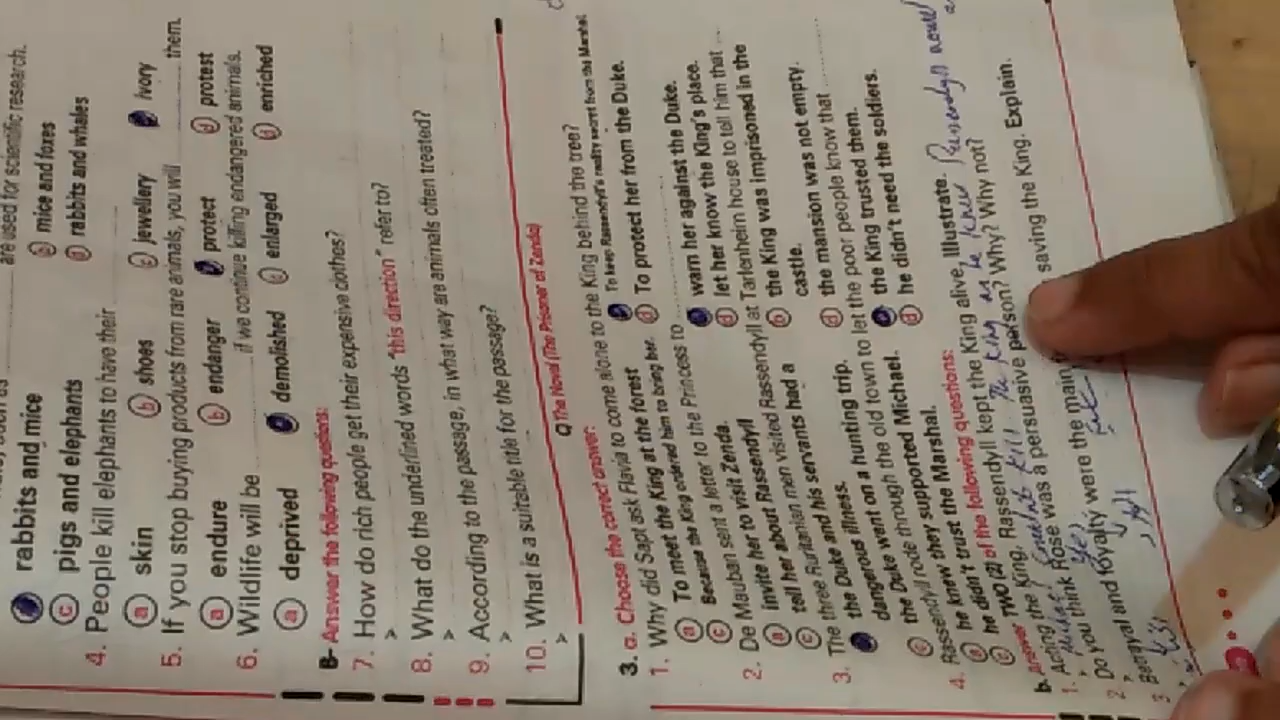 are used for scientific research.
rabbits and mice
mice and foxes
c pigs and elephants
d rabbits and whales
4. People kill elephants to have their
a skin b shoes c jewellery ivory
5. If you stop buying products from rare animals, you will ........ them.
a endure b endanger protect d protest
6. Wildlife will be ........ if we continue killing endangered animals.
a deprived demolished c enlarged d enriched
B- Answer the following questions:
7. How do rich people get their expensive clothes?
>
8. What do the underlined words "this direction" refer to?
>
9. According to the passage, in what way are animals often treated?
>
10. What is a suitable title for the passage?
>
Q The Novel (The Prisoner of Zenda)
3. a. Choose the correct answer:
1. Why did Sapt ask Flavia to come alone to the King behind the tree?
a To meet the King at the forest To keep Rassendyll's reality secret from the Marshal.
c Because the King ordered him to bring her. d To protect her from the Duke.
2. De Mauban sent a letter to the Princess to ........
a invite her to visit Zenda. warn her against the Duke.
c tell her about Rassendyll d let her know the King's place.
3. The three Ruritanian men visited Rassendyll at Tarlenheim house to tell him that ...
the Duke and his servants had a dangerous illness. b the King was imprisoned in the castle.
c the Duke went on a hunting trip. d the mansion was not empty.
4. Rassendyll rode through the old town to let the poor people know that ........
a he knew they supported Michael. the King trusted them.
c he didn't trust the Marshal. d he didn't need the soldiers.
b. Answer TWO (2) of the following questions:
1. Acting the King, Rassendyll kept the King alive, Illustrate.
2. Do you think Rose was a persuasive person? Why? Why not?
Yes,
3. Betrayal and loyalty were the main saving the King. Explain.